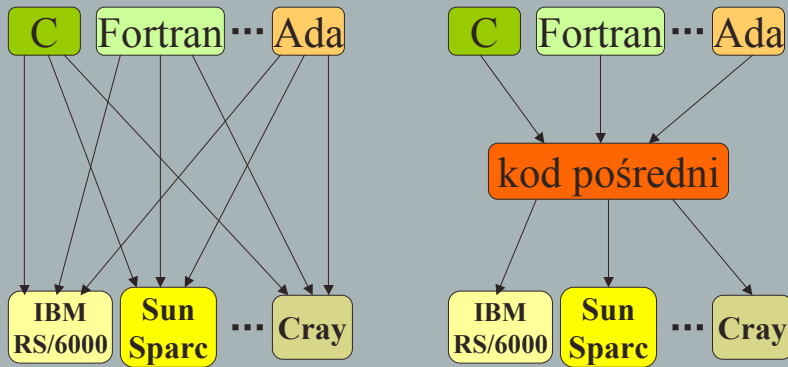 C Fortran ... Ada
C Fortran ... Ada
kod pośredni
IBM
RS/6000
Sun
Sparc
... Cray
IBM
RS/6000
Sun
Sparc
... Cray